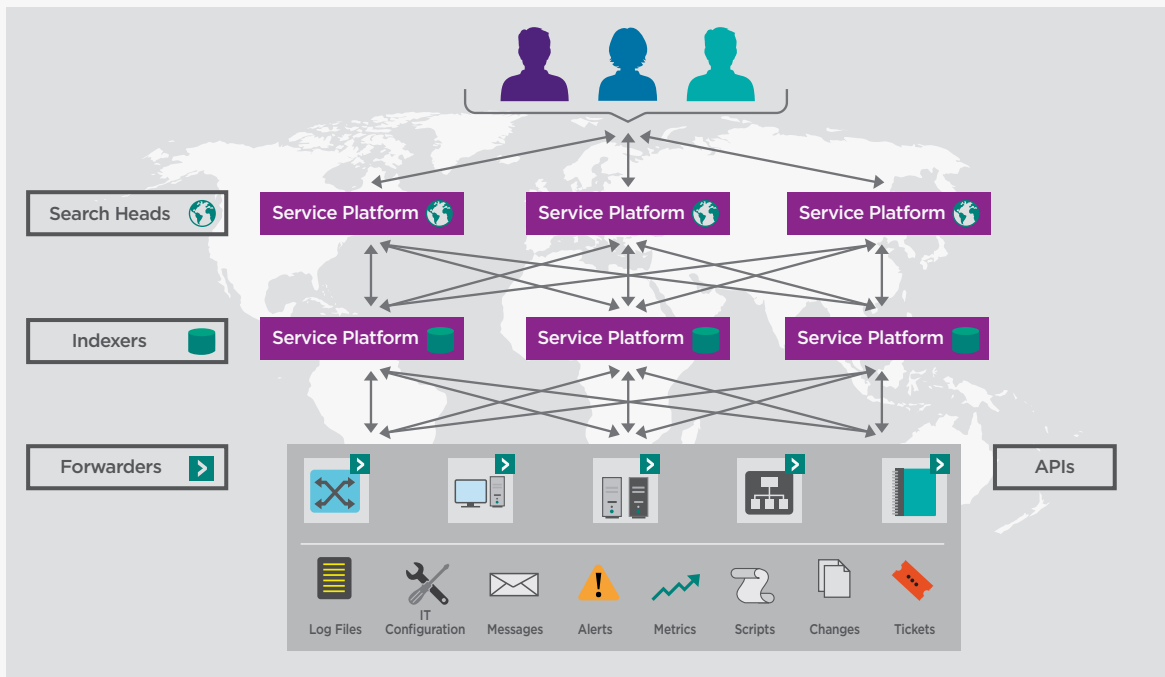 Search Heads
Service Platform
Service Platform
Service Platform
Indexers
Service Platform
Service Platform
Service Platform
Forwarders
APIs
Log Files
IT
Configuration
Messages
Alerts
Metrics
Scripts
Changes
Tickets